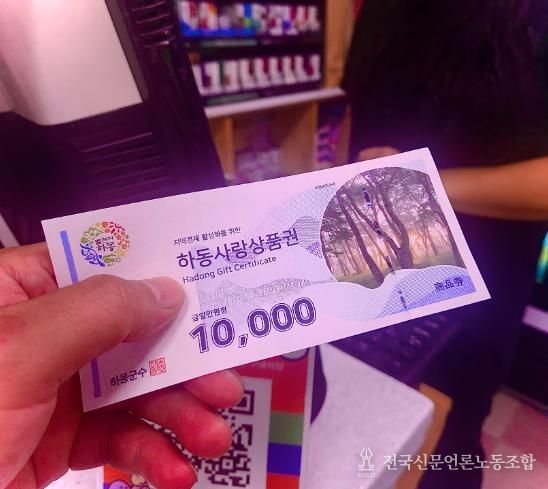 지역경제 활성화를 위한
하동사랑상품권
Hadong Gift Certificate
금일만원정
10,000
하동군수
商品券
전국신문언론노동조합